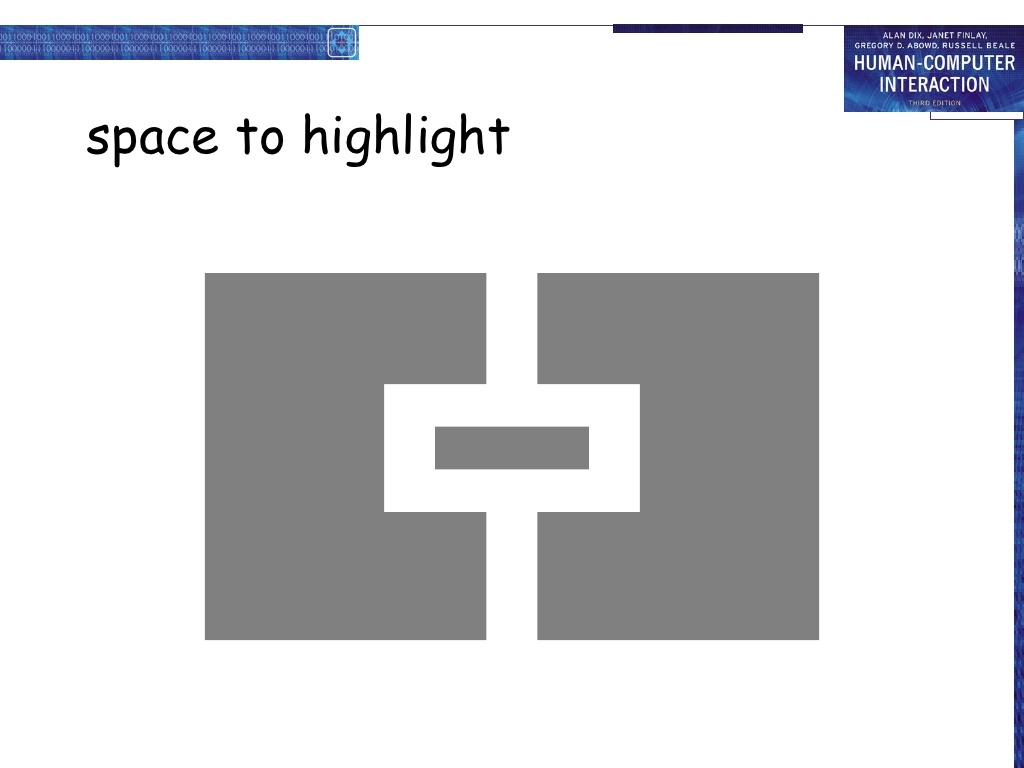 ALAN DIX, JANET FINLAY,
GREGORY D. ABOWD, RUSSELL BEALE
HUMAN-COMPUTER
INTERACTION
THIRD EDITION
space to highlight